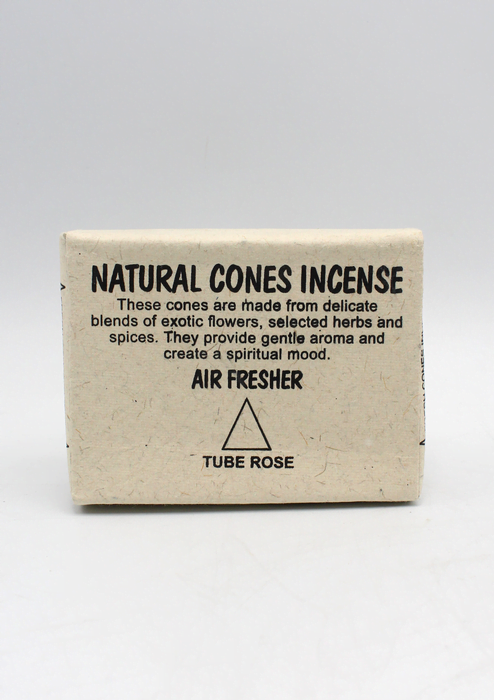 NATURAL CONES INCENSE
These cones are made from delicate
blends of exotic flowers, selected herbs and
spices. They provide gentle aroma and
create a spiritual mood.
AIR FRESHER
TUBE ROSE